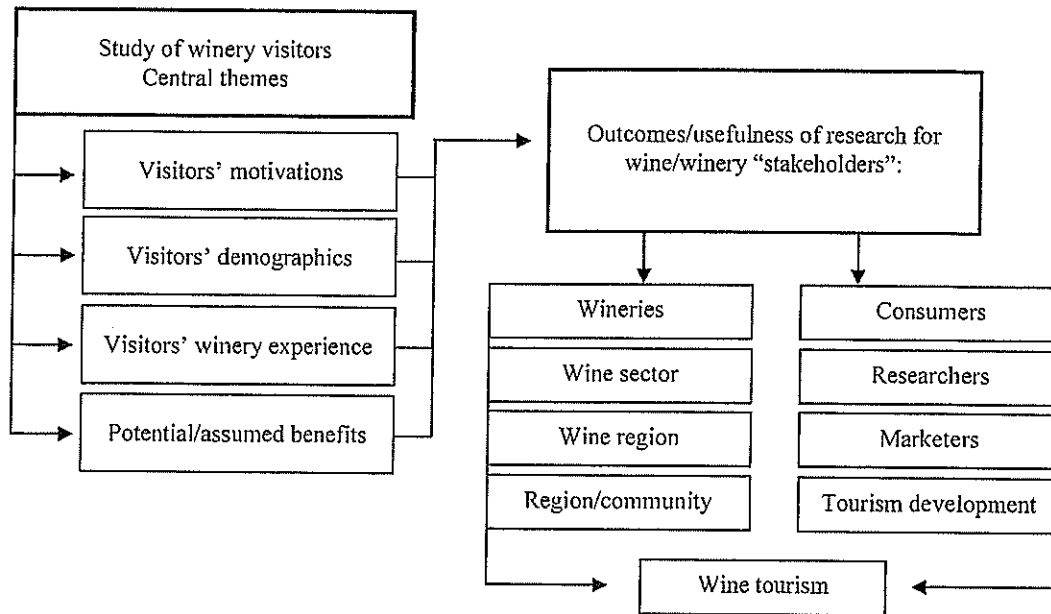 Study of winery visitors
Central themes
Visitors’ motivations
Visitors’ demographics
Visitors’ winery experience
Potential/assumed benefits
Outcomes/usefulness of research for
wine/winery “stakeholders”:
Wineries
Wine sector
Wine region
Region/community
Consumers
Researchers
Marketers
Tourism development
Wine tourism